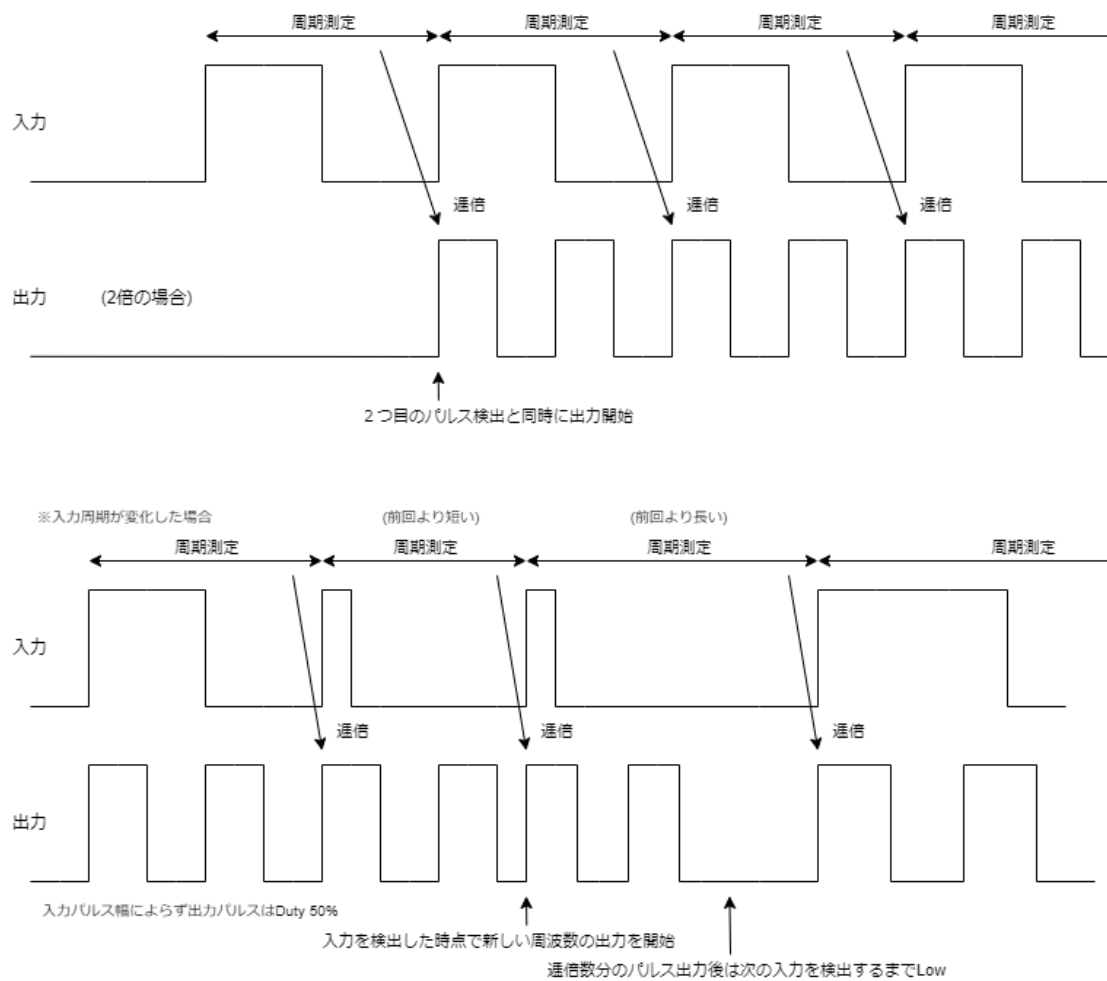 周期測定 周期測定 周期測定 周期測定
入力
逓倍 逓倍 逓倍
出力 (2倍の場合)
2つ目のパルス検出と同時に出力開始
※入力周期が変化した場合 (前回より短い) (前回より長い)
周期測定 周期測定 周期測定 周期測定
入力
逓倍 逓倍 逓倍
出力
入力パルス幅によらず出力パルスはDuty 50%
入力を検出した時点で新しい周波数の出力を開始
逓倍数分のパルス出力後は次の入力を検出するまでLow